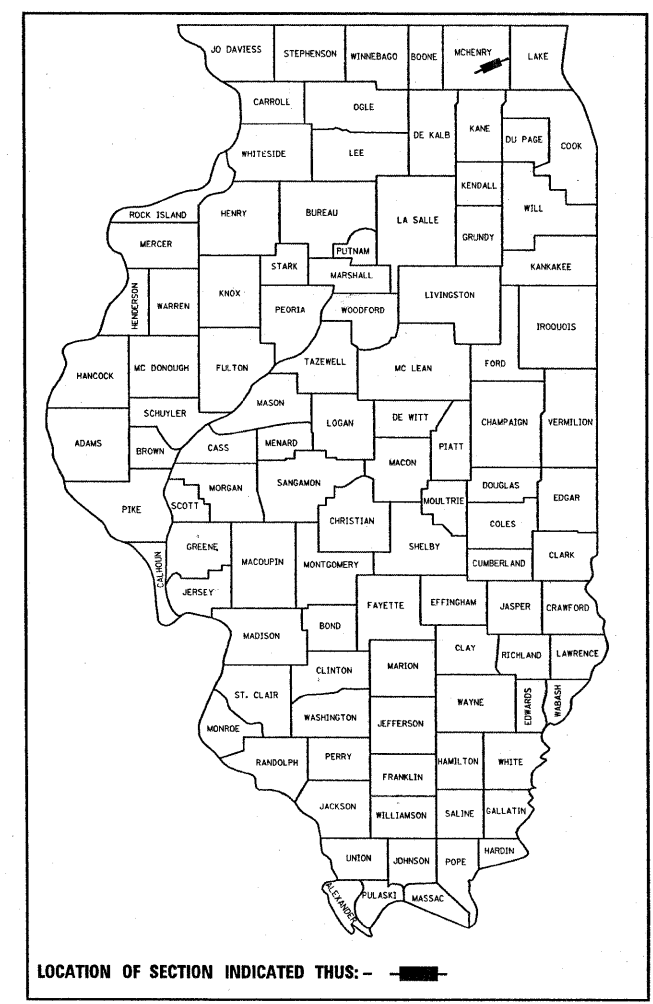 JO DAVIESS
STEPHENSON
WINNEBAGO
BOONE
MCHENRY
LAKE
CARROLL
OGLE
DE KALB
KANE
DU PAGE
COOK
WHITESIDE
LEE
KENDALL
WILL
ROCK ISLAND
HENRY
BUREAU
LA SALLE
GRUNDY
MERCER
PUTNAM
STARK
MARSHALL
KANKAKEE
HENDERSON
WARREN
KNOX
PEORIA
WOODFORD
LIVINGSTON
IROQUOIS
HANCOCK
MC DONOUGH
FULTON
TAZEWELL
MC LEAN
FORD
MASON
SCHUYLER
LOGAN
DE WITT
CHAMPAIGN
VERMILION
ADAMS
BROWN
CASS
MENARD
PIATT
MACON
MORGAN
SANGAMON
DOUGLAS
EDGAR
PIKE
SCOTT
MOULTRIE
CHRISTIAN
COLES
GREENE
SHELBY
CLARK
CALHOUN
MACOUPIN
MONTGOMERY
CUMBERLAND
JERSEY
FAYETTE
EFFINGHAM
JASPER
CRAWFORD
MADISON
BOND
CLAY
RICHLAND
LAWRENCE
CLINTON
MARION
ST. CLAIR
WAYNE
EDWARDS
WABASH
WASHINGTON
JEFFERSON
MONROE
RANDOLPH
PERRY
HAMILTON
WHITE
FRANKLIN
JACKSON
WILLIAMSON
SALINE
GALLATIN
UNION
JOHNSON
POPE
HARDIN
ALEXANDER
PULASKI
MASSAC
LOCATION OF SECTION INDICATED THUS: -